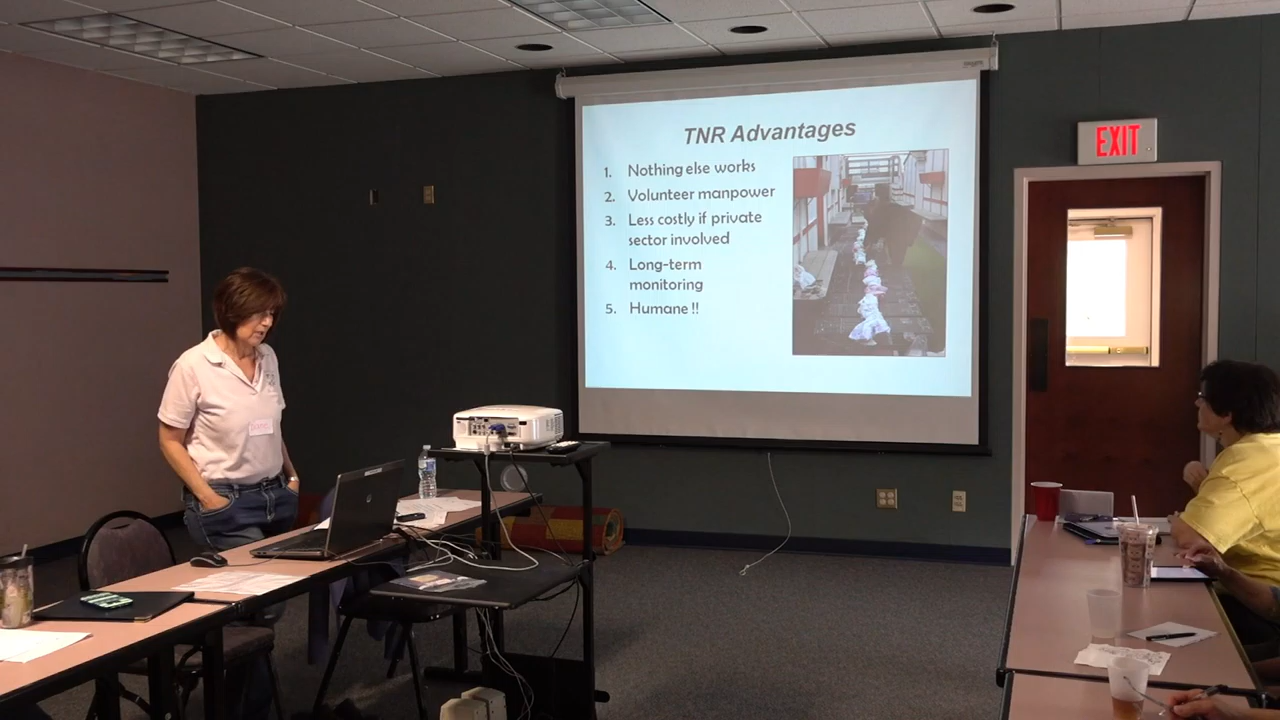 TNR Advantages
1. Nothing else works
2. Volunteer manpower
3. Less costly if private
sector involved
4. Long-term
monitoring
5. Humane !!
EXIT